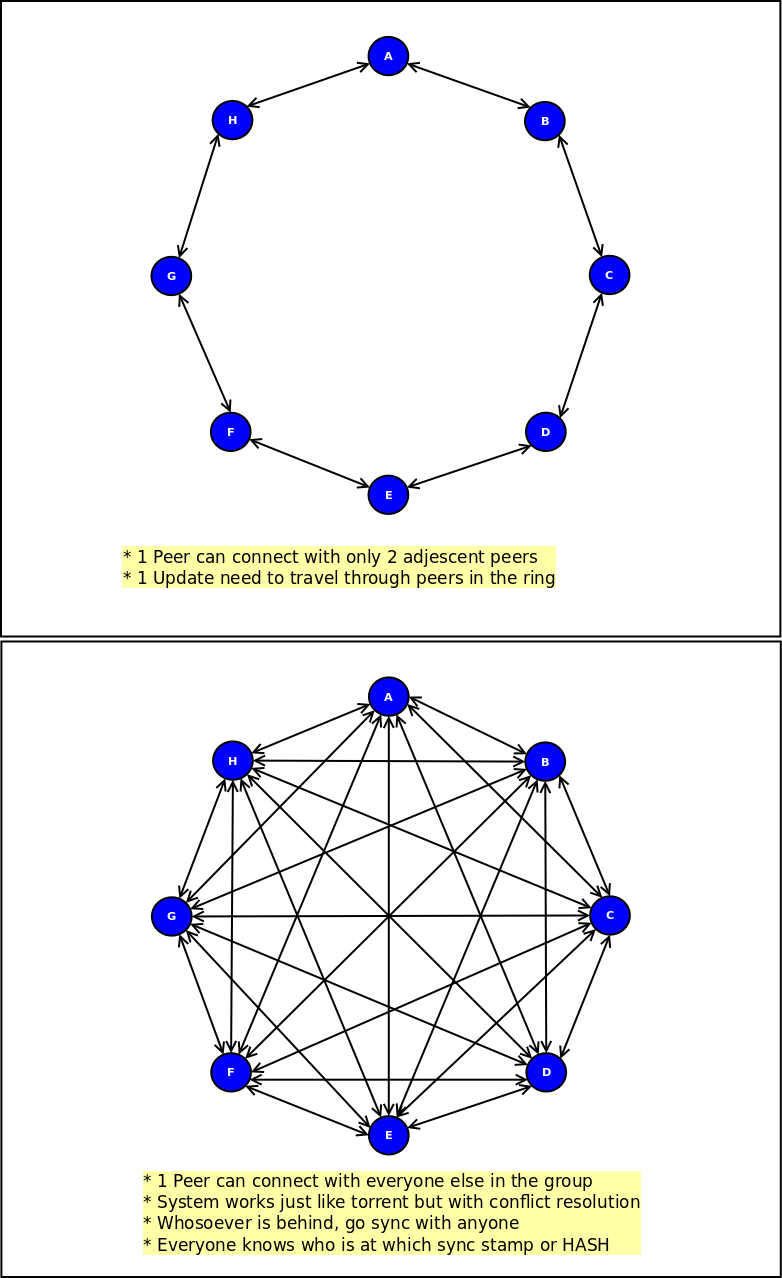 A
H
B
G
C
F
D
E
* 1 Peer can connect with only 2 adjescent peers
* 1 Update need to travel through peers in the ring
A
H
B
G
C
F
D
E
* 1 Peer can connect with everyone else in the group
* System works just like torrent but with conflict resolution
* Whosoever is behind, go sync with anyone
* Everyone knows who is at which sync stamp or HASH